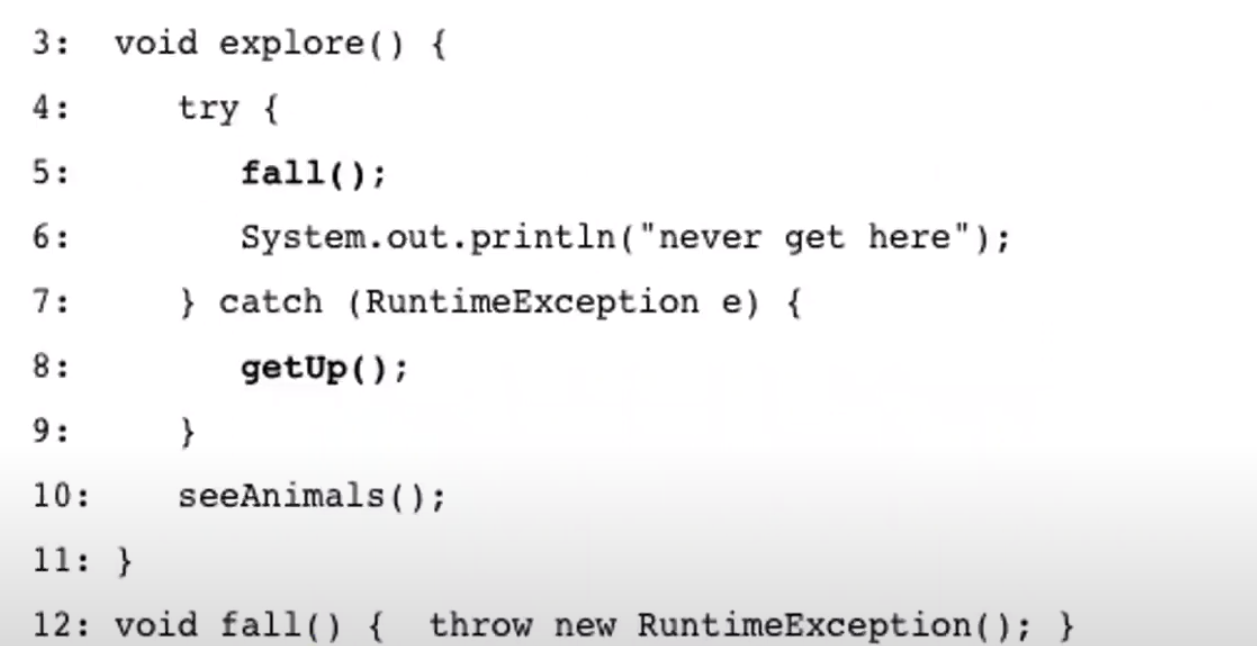 3: void explore() {
4: try {
5: fall();
6: System.out.println("never get here");
7: } catch (RuntimeException e) {
8: getUp();
9: }
10: seeAnimals();
11: }
12: void fall() { throw new RuntimeException(); }